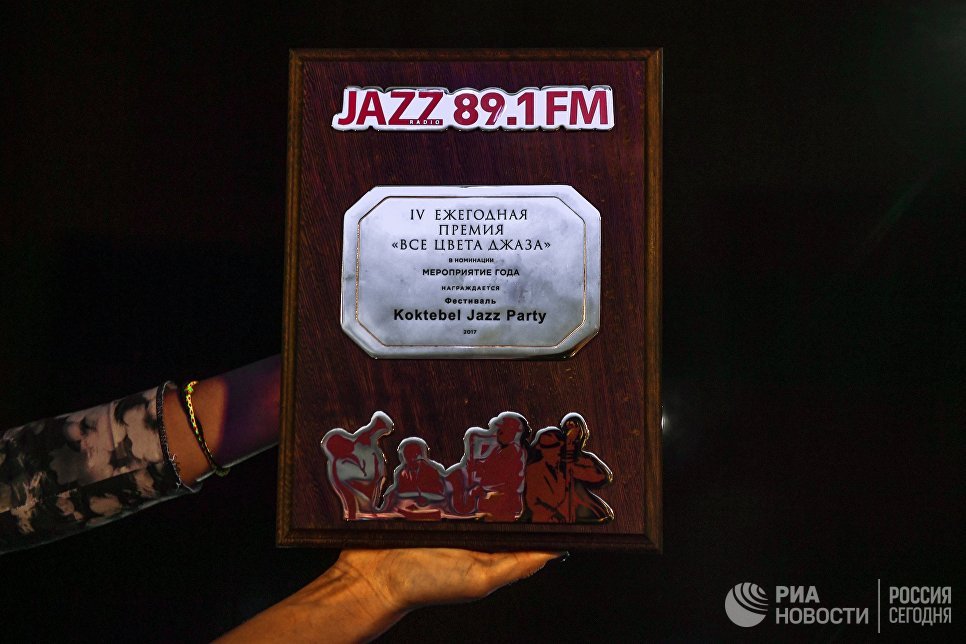 JAZZ 89.1 FM
RADIO
IV ЕЖЕГОДНАЯ
ПРЕМИЯ
«ВСЕ ЦВЕТА ДЖАЗА»
В НОМИНАЦИИ
МЕРОПРИЯТИЕ ГОДА
НАГРАЖДАЕТСЯ
Фестиваль
Koktebel Jazz Party
2017
РИА
НОВОСТИ
РОССИЯ
СЕГОДНЯ